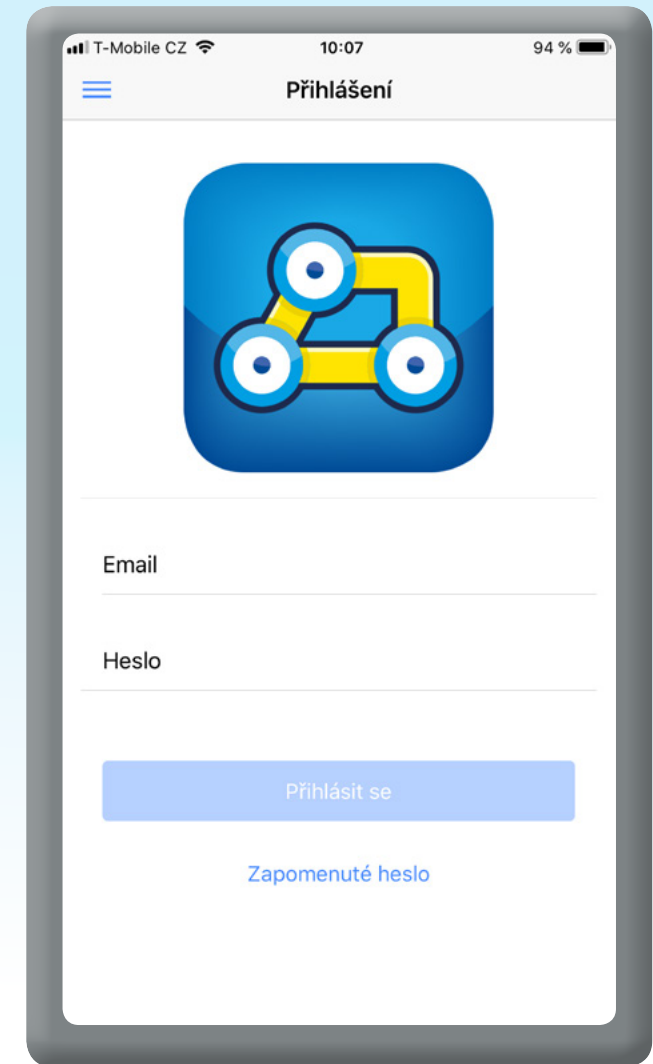 T-Mobile CZ 10:07 94 %
Přihlášení
Email
Heslo
Přihlásit se
Zapomenuté heslo